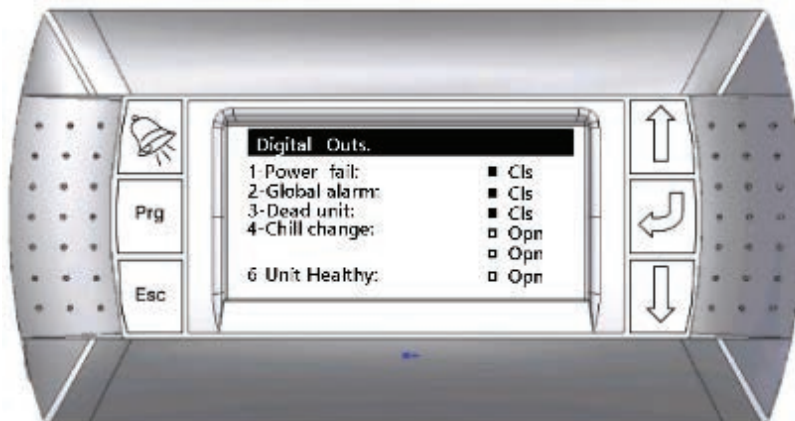 Digital Outs.
1-Power fail: Cls
2-Global alarm: Cls
3-Dead unit: Cls
4-Chill change: Opn
Opn
6 Unit Healthy: Opn
Prg
Esc